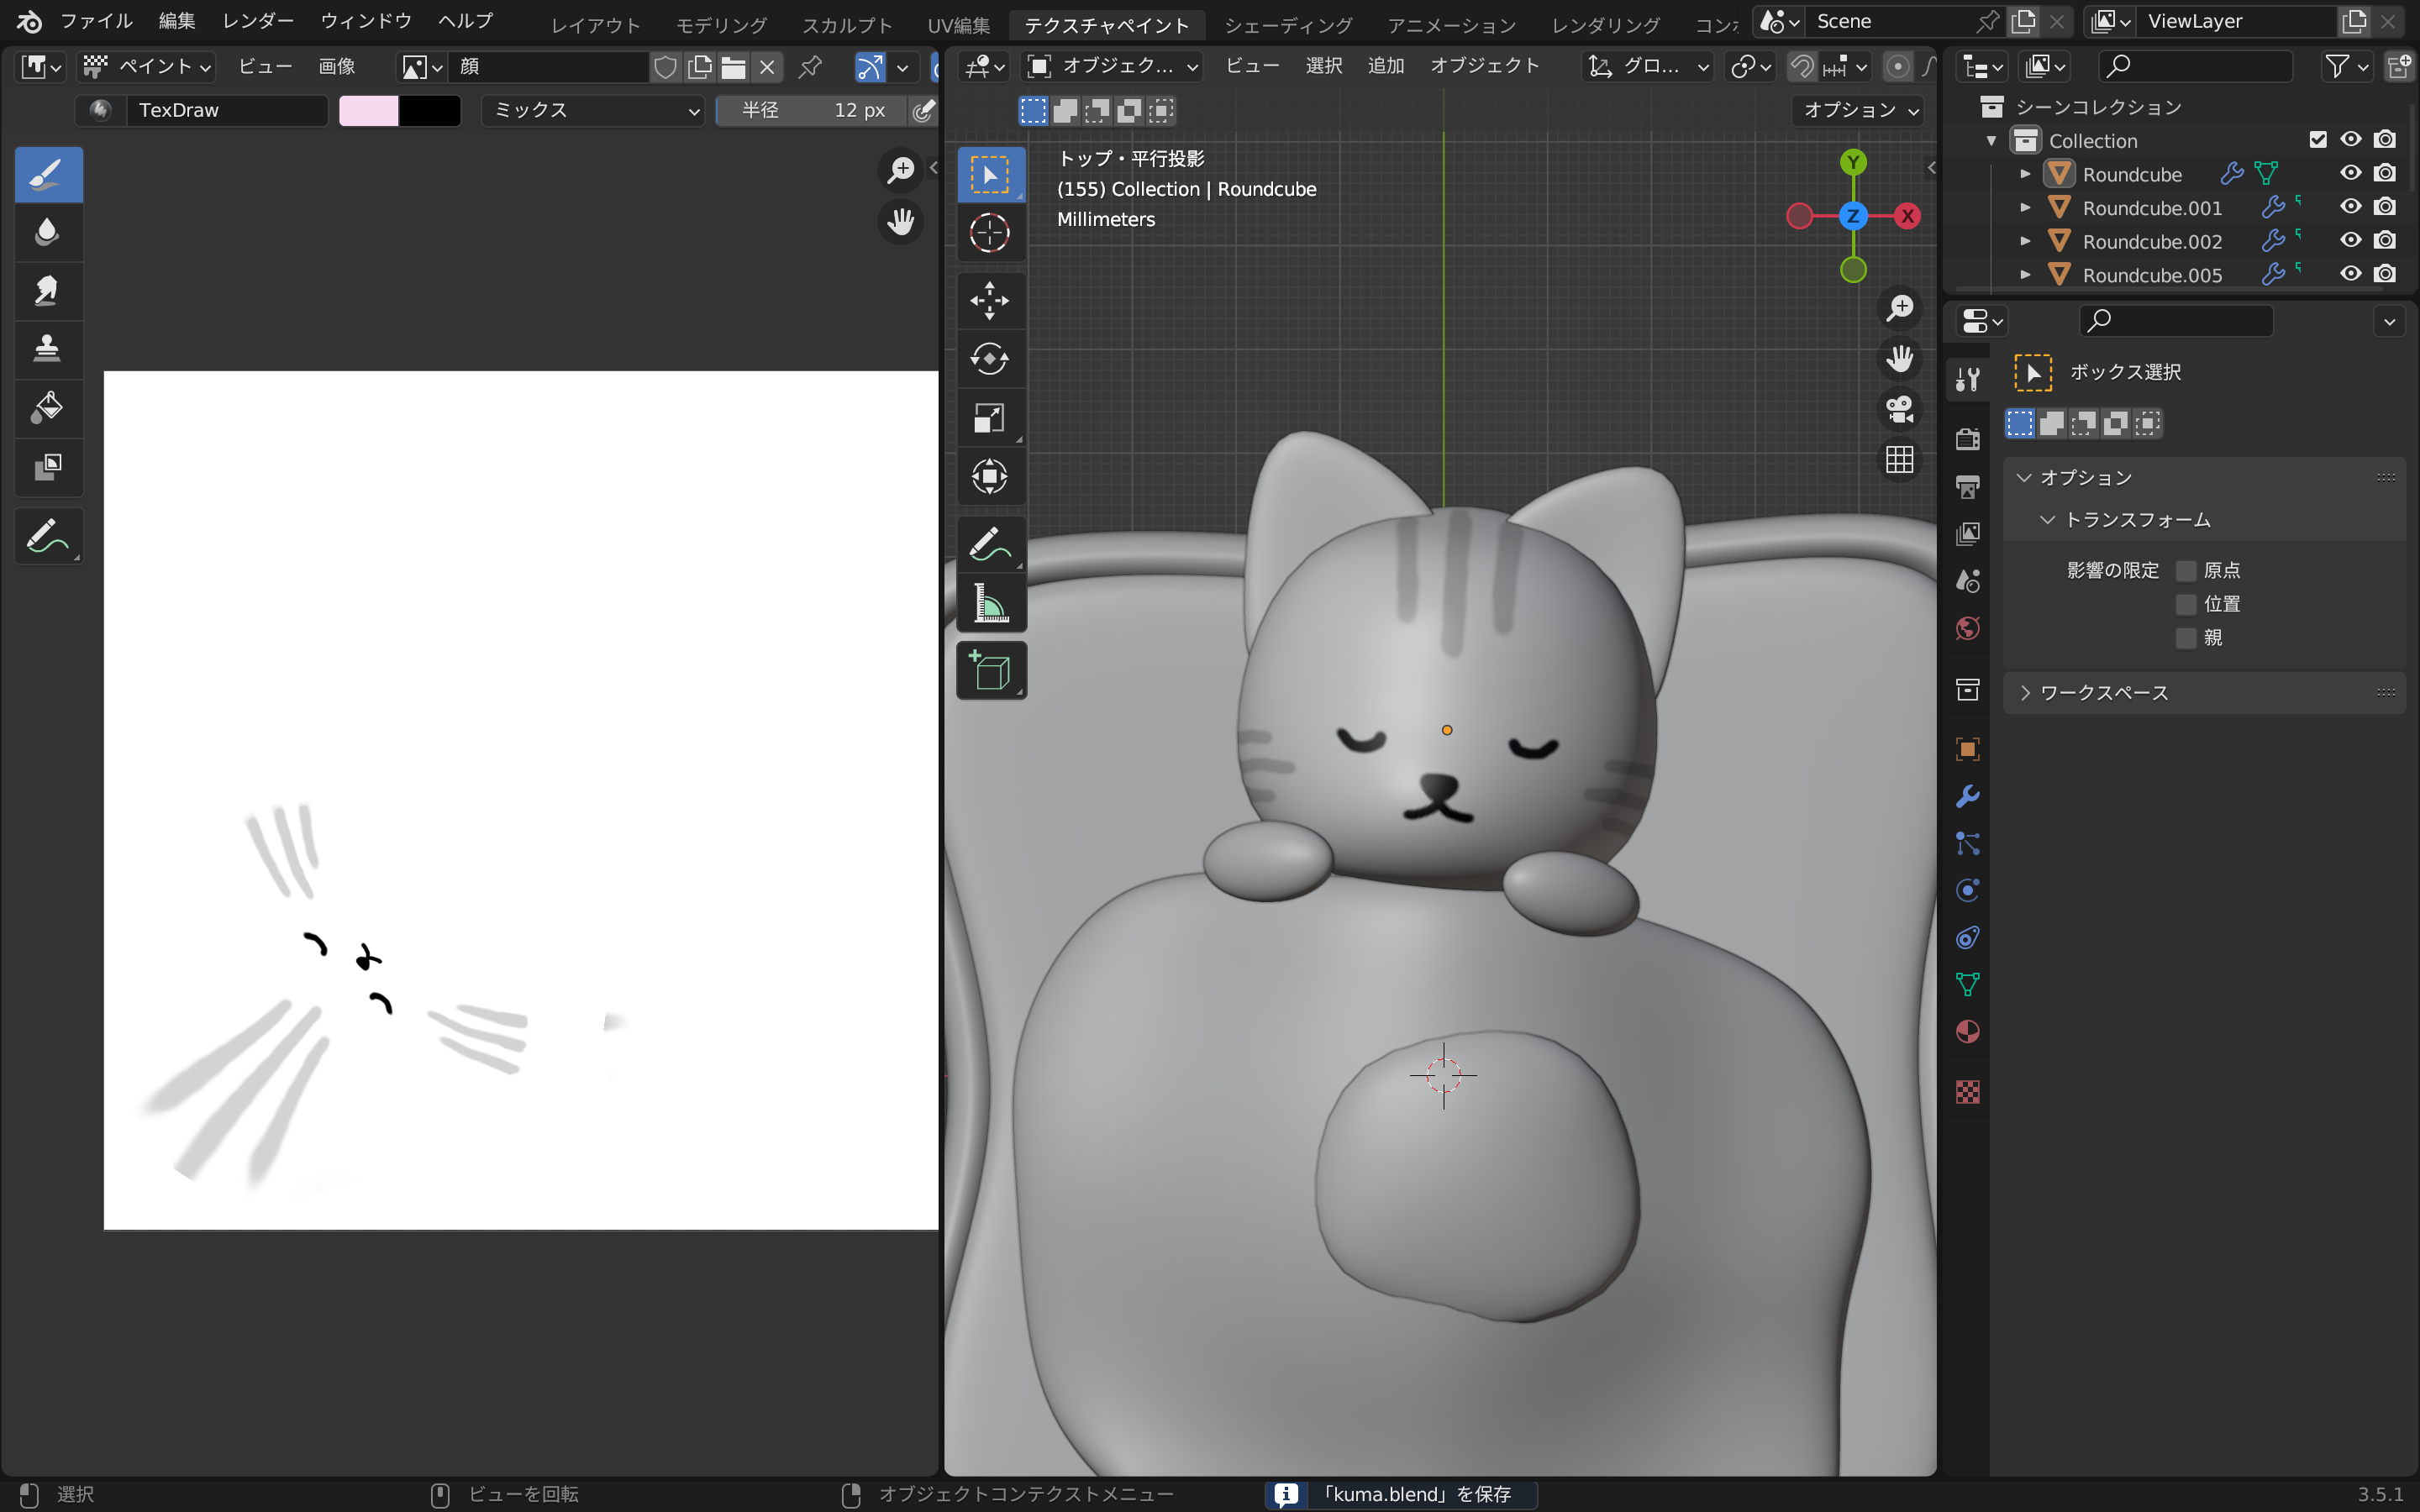 ファイル 編集 レンダー ウィンドウ ヘルプ レイアウト モデリング スカルプト UV編集 テクスチャペイント シェーディング アニメーション レンダリング Scene ViewLayer
ペイント ビュー 画像 顔 オブジェク... ビュー 選択 追加 オブジェクト グロ...
TexDraw ミックス 半径 12 px オプション
トップ・平行投影
(155) Collection | Roundcube
Millimeters
Y
Z
X
シーンコレクション
Collection
Roundcube
Roundcube.001
Roundcube.002
Roundcube.005
ボックス選択
オプション
トランスフォーム
影響の限定 原点
位置
親
ワークスペース
選択 ビューを回転 オブジェクトコンテクストメニュー 「kuma.blend」を保存 3.5.1